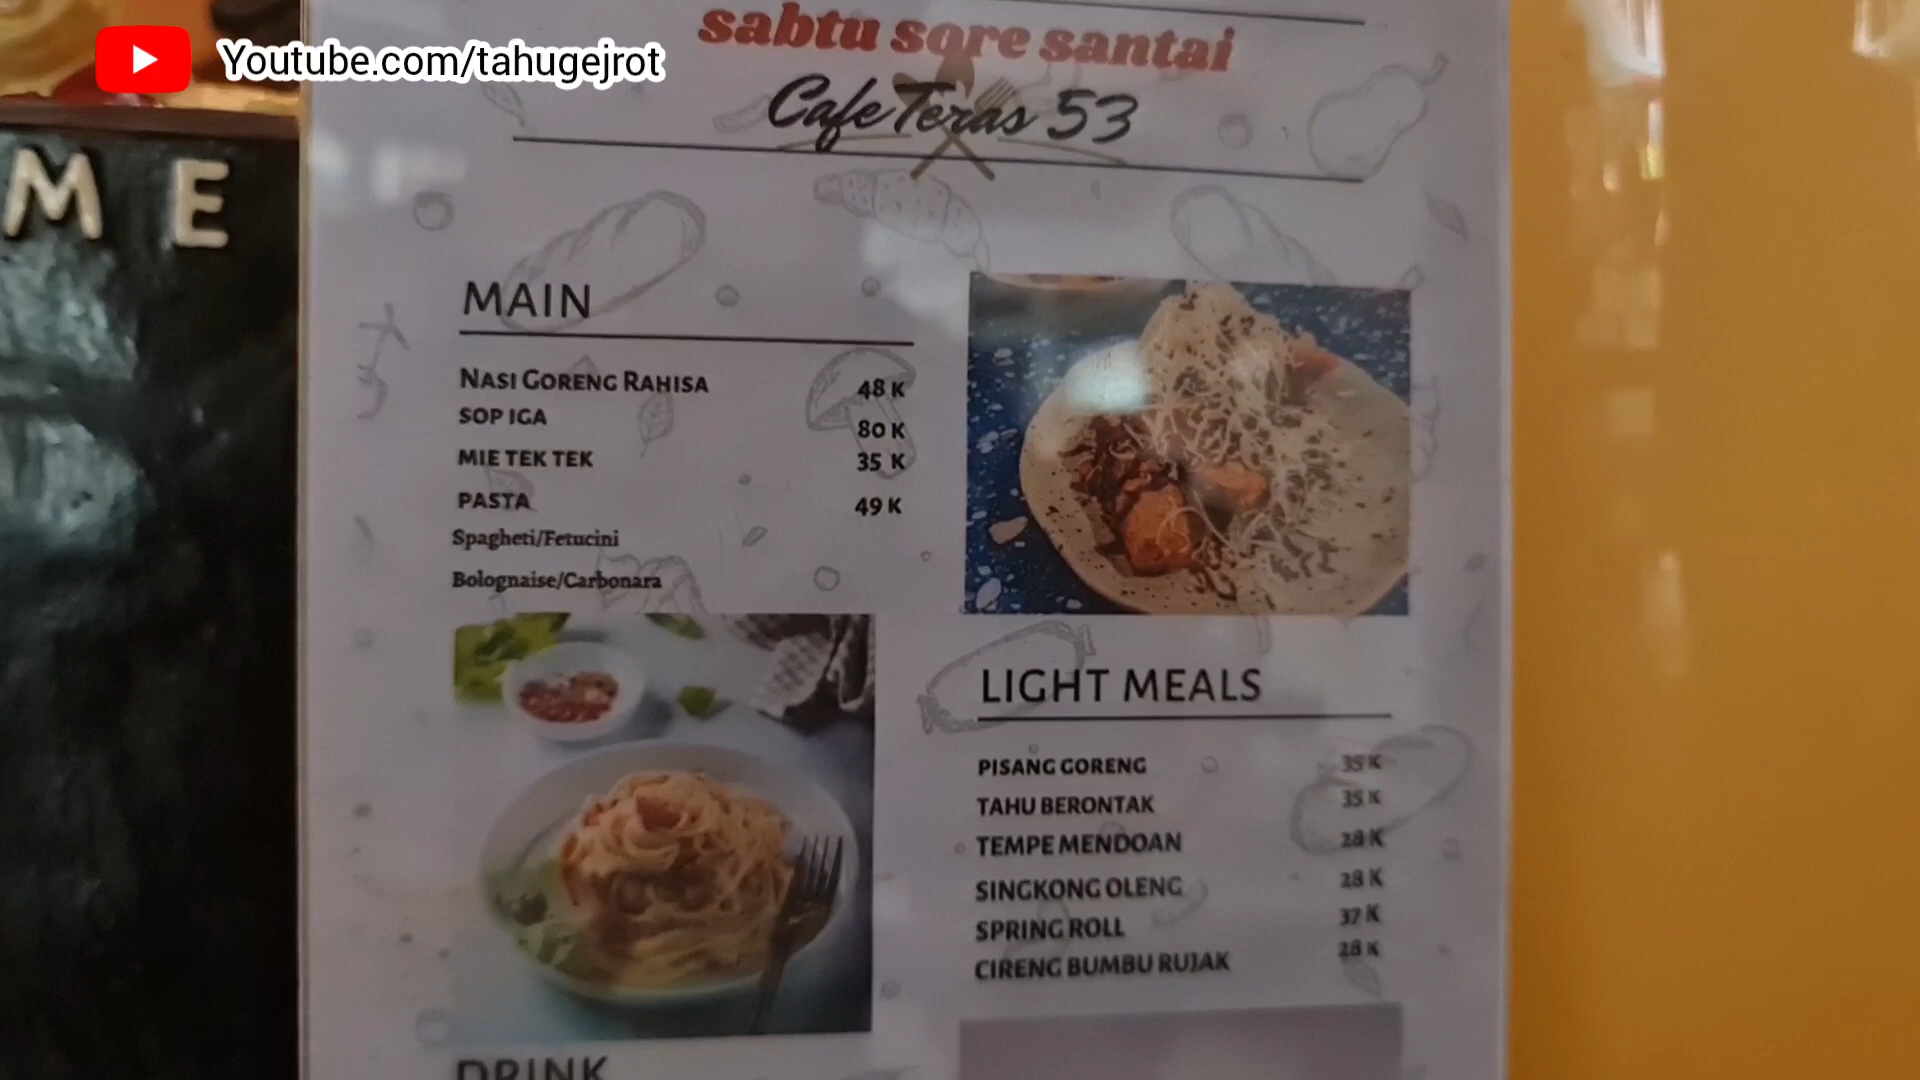 Youtube.com/tahugejrot
ME
sabtu sore santai
Cafe Teras 53
MAIN
NASI GORENG RAHISA 48 K
SOP IGA 80 K
MIE TEK TEK 35 K
PASTA 49 K
Spagheti/Fetucini
Bolognaise/Carbonara
LIGHT MEALS
PISANG GORENG 35 K
TAHU BERONTAK 35 K
TEMPE MENDOAN 28 K
SINGKONG OLENG 28 K
SPRING ROLL 37 K
CIRENG BUMBU RUJAK 28 K
DRINK